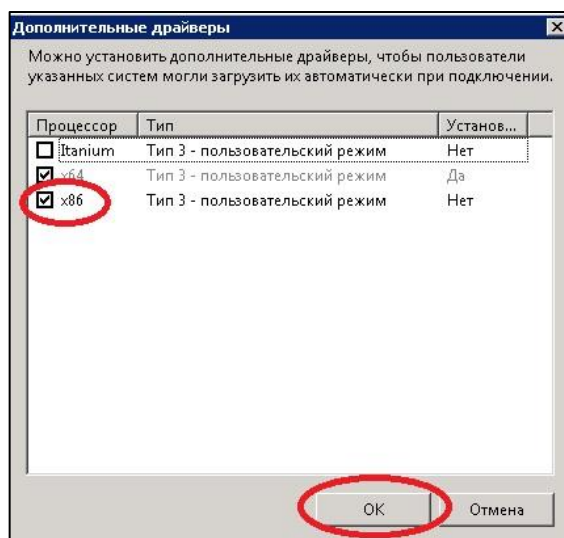 Дополнительные драйверы
Можно установить дополнительные драйверы, чтобы пользователи
указанных систем могли загрузить их автоматически при подключении.
Процессор Тип Установ...
Itanium Тип 3 - пользовательский режим Нет
x64 Тип 3 - пользовательский режим Да
x86 Тип 3 - пользовательский режим Нет
OK Отмена